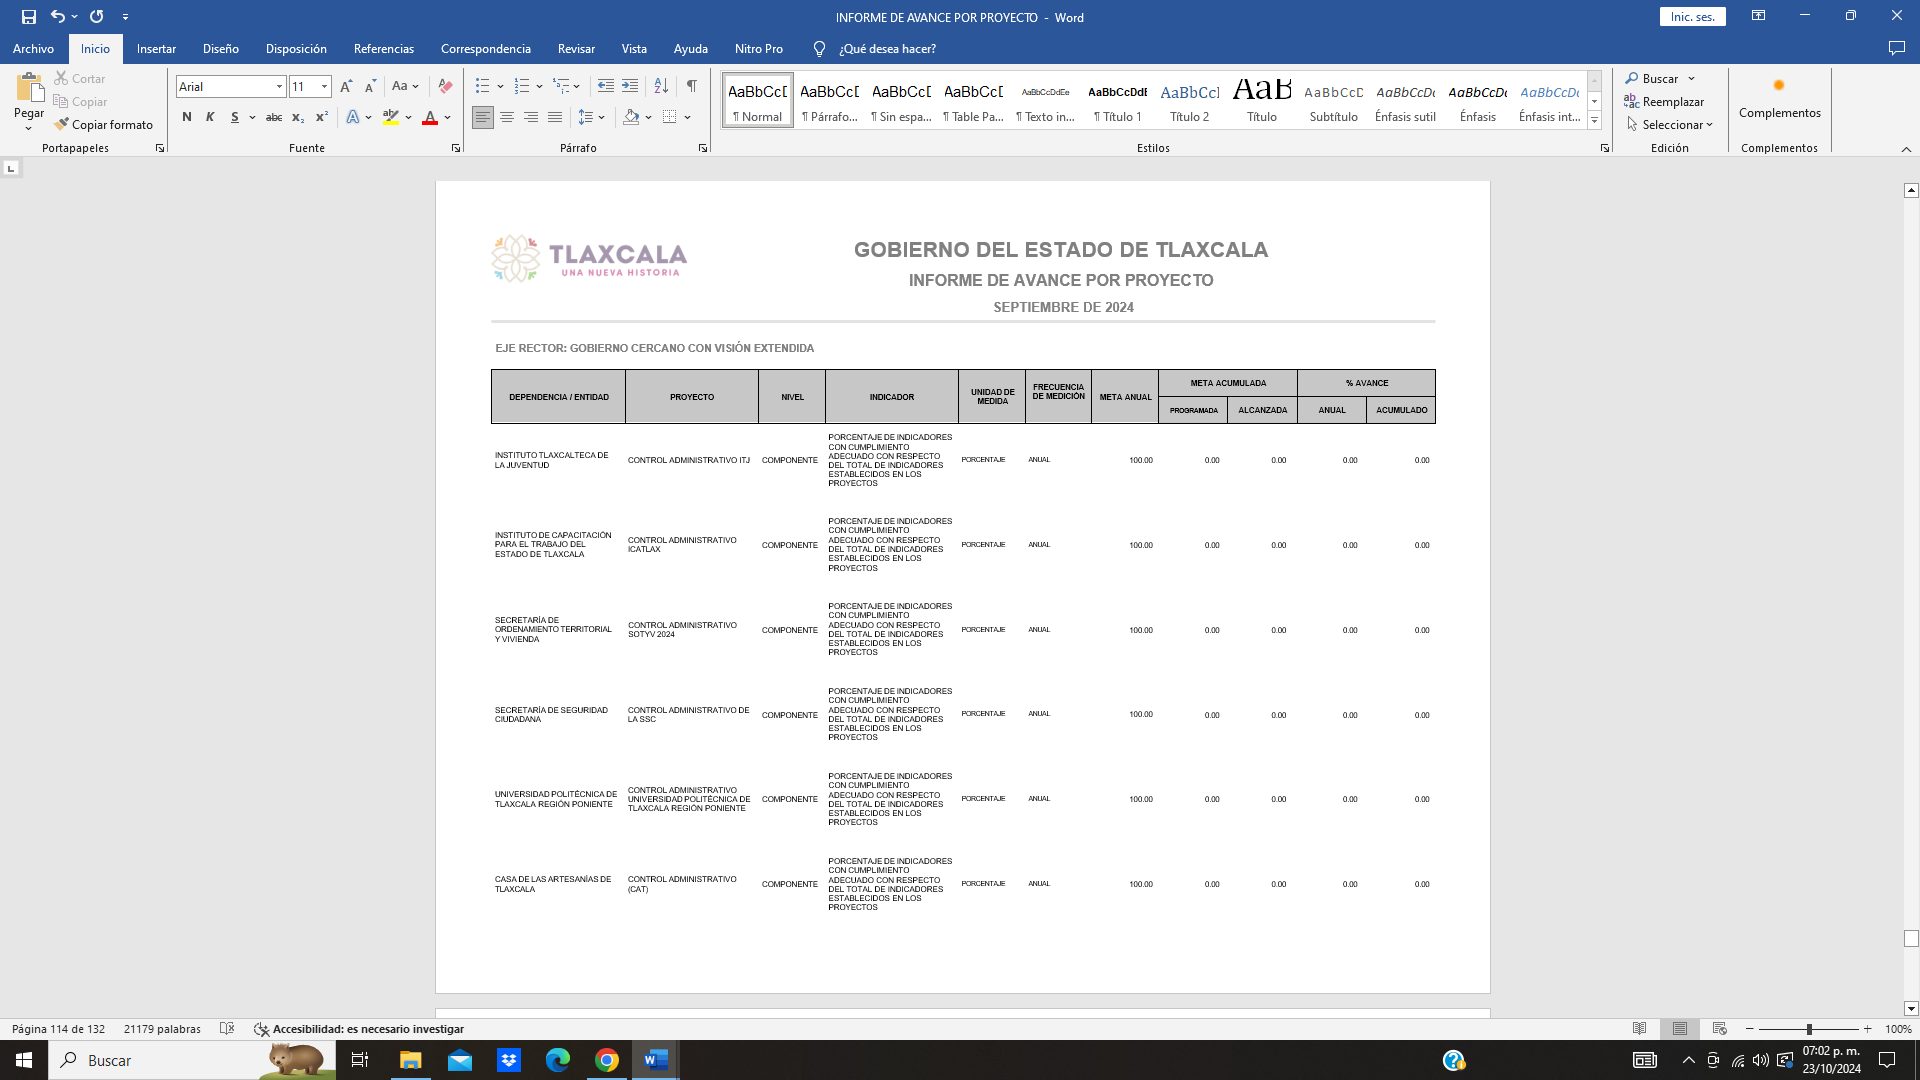 INFORME DE AVANCE POR PROYECTO - Word
Inic. ses.
Archivo
Inicio
Insertar
Diseño
Disposición
Referencias
Correspondencia
Revisar
Vista
Ayuda
Nitro Pro
¿Qué desea hacer?
Pegar
Cortar
Copiar
Copiar formato
Portapapeles
Arial
11
Fuente
Párrafo
AaBbCcD
¶ Normal
¶ Párrafo...
¶ Sin espa...
¶ Table Pa...
¶ Texto in...
¶ Título 1
Título 2
Título
Subtítulo
Énfasis sutil
Énfasis
Énfasis int...
Estilos
Buscar
Reemplazar
Seleccionar
Edición
Complementos
Complementos
TLAXCALA
UNA NUEVA HISTORIA
GOBIERNO DEL ESTADO DE TLAXCALA
INFORME DE AVANCE POR PROYECTO
SEPTIEMBRE DE 2024
EJE RECTOR: GOBIERNO CERCANO CON VISIÓN EXTENDIDA
DEPENDENCIA / ENTIDAD
PROYECTO
NIVEL
INDICADOR
UNIDAD DE
MEDIDA
FRECUENCIA
DE MEDICIÓN
META ANUAL
META ACUMULADA
PROGRAMADA
ALCANZADA
% AVANCE
ANUAL
ACUMULADO
INSTITUTO TLAXCALTECA DE
LA JUVENTUD
CONTROL ADMINISTRATIVO ITJ
COMPONENTE
PORCENTAJE DE INDICADORES
CON CUMPLIMIENTO
ADECUADO CON RESPECTO
DEL TOTAL DE INDICADORES
ESTABLECIDOS EN LOS
PROYECTOS
PORCENTAJE
ANUAL
100.00
0.00
0.00
0.00
0.00
INSTITUTO DE CAPACITACIÓN
PARA EL TRABAJO DEL
ESTADO DE TLAXCALA
CONTROL ADMINISTRATIVO
ICATLAX
COMPONENTE
PORCENTAJE DE INDICADORES
CON CUMPLIMIENTO
ADECUADO CON RESPECTO
DEL TOTAL DE INDICADORES
ESTABLECIDOS EN LOS
PROYECTOS
PORCENTAJE
ANUAL
100.00
0.00
0.00
0.00
0.00
SECRETARÍA DE
ORDENAMIENTO TERRITORIAL
Y VIVIENDA
CONTROL ADMINISTRATIVO
SOTYV 2024
COMPONENTE
PORCENTAJE DE INDICADORES
CON CUMPLIMIENTO
ADECUADO CON RESPECTO
DEL TOTAL DE INDICADORES
ESTABLECIDOS EN LOS
PROYECTOS
PORCENTAJE
ANUAL
100.00
0.00
0.00
0.00
0.00
SECRETARÍA DE SEGURIDAD
CIUDADANA
CONTROL ADMINISTRATIVO DE
LA SSC
COMPONENTE
PORCENTAJE DE INDICADORES
CON CUMPLIMIENTO
ADECUADO CON RESPECTO
DEL TOTAL DE INDICADORES
ESTABLECIDOS EN LOS
PROYECTOS
PORCENTAJE
ANUAL
100.00
0.00
0.00
0.00
0.00
UNIVERSIDAD POLITÉCNICA DE
TLAXCALA REGIÓN PONIENTE
CONTROL ADMINISTRATIVO
UNIVERSIDAD POLITÉCNICA DE
TLAXCALA REGIÓN PONIENTE
COMPONENTE
PORCENTAJE DE INDICADORES
CON CUMPLIMIENTO
ADECUADO CON RESPECTO
DEL TOTAL DE INDICADORES
ESTABLECIDOS EN LOS
PROYECTOS
PORCENTAJE
ANUAL
100.00
0.00
0.00
0.00
0.00
CASA DE LAS ARTESANÍAS DE
TLAXCALA
CONTROL ADMINISTRATIVO
(CAT)
COMPONENTE
PORCENTAJE DE INDICADORES
CON CUMPLIMIENTO
ADECUADO CON RESPECTO
DEL TOTAL DE INDICADORES
ESTABLECIDOS EN LOS
PROYECTOS
PORCENTAJE
ANUAL
100.00
0.00
0.00
0.00
0.00
Página 114 de 132
21179 palabras
Accesibilidad: es necesario investigar
100%
Buscar
07:02 p. m.
23/10/2024